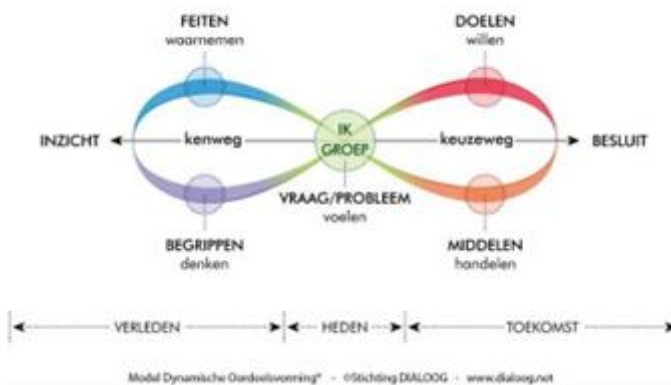 FEITEN
waarnemen
DOELEN
willen
INZICHT
kenweg
IK
GROEP
keuzeweg
BESLUIT
VRAAG/PROBLEEM
voelen
BEGRIPPEN
denken
MIDDELEN
handelen
VERLEDEN
HEDEN
TOEKOMST
Model Dynamische Oordeelsvorming® - ©Stichting DIALOOG - www.dialoog.net